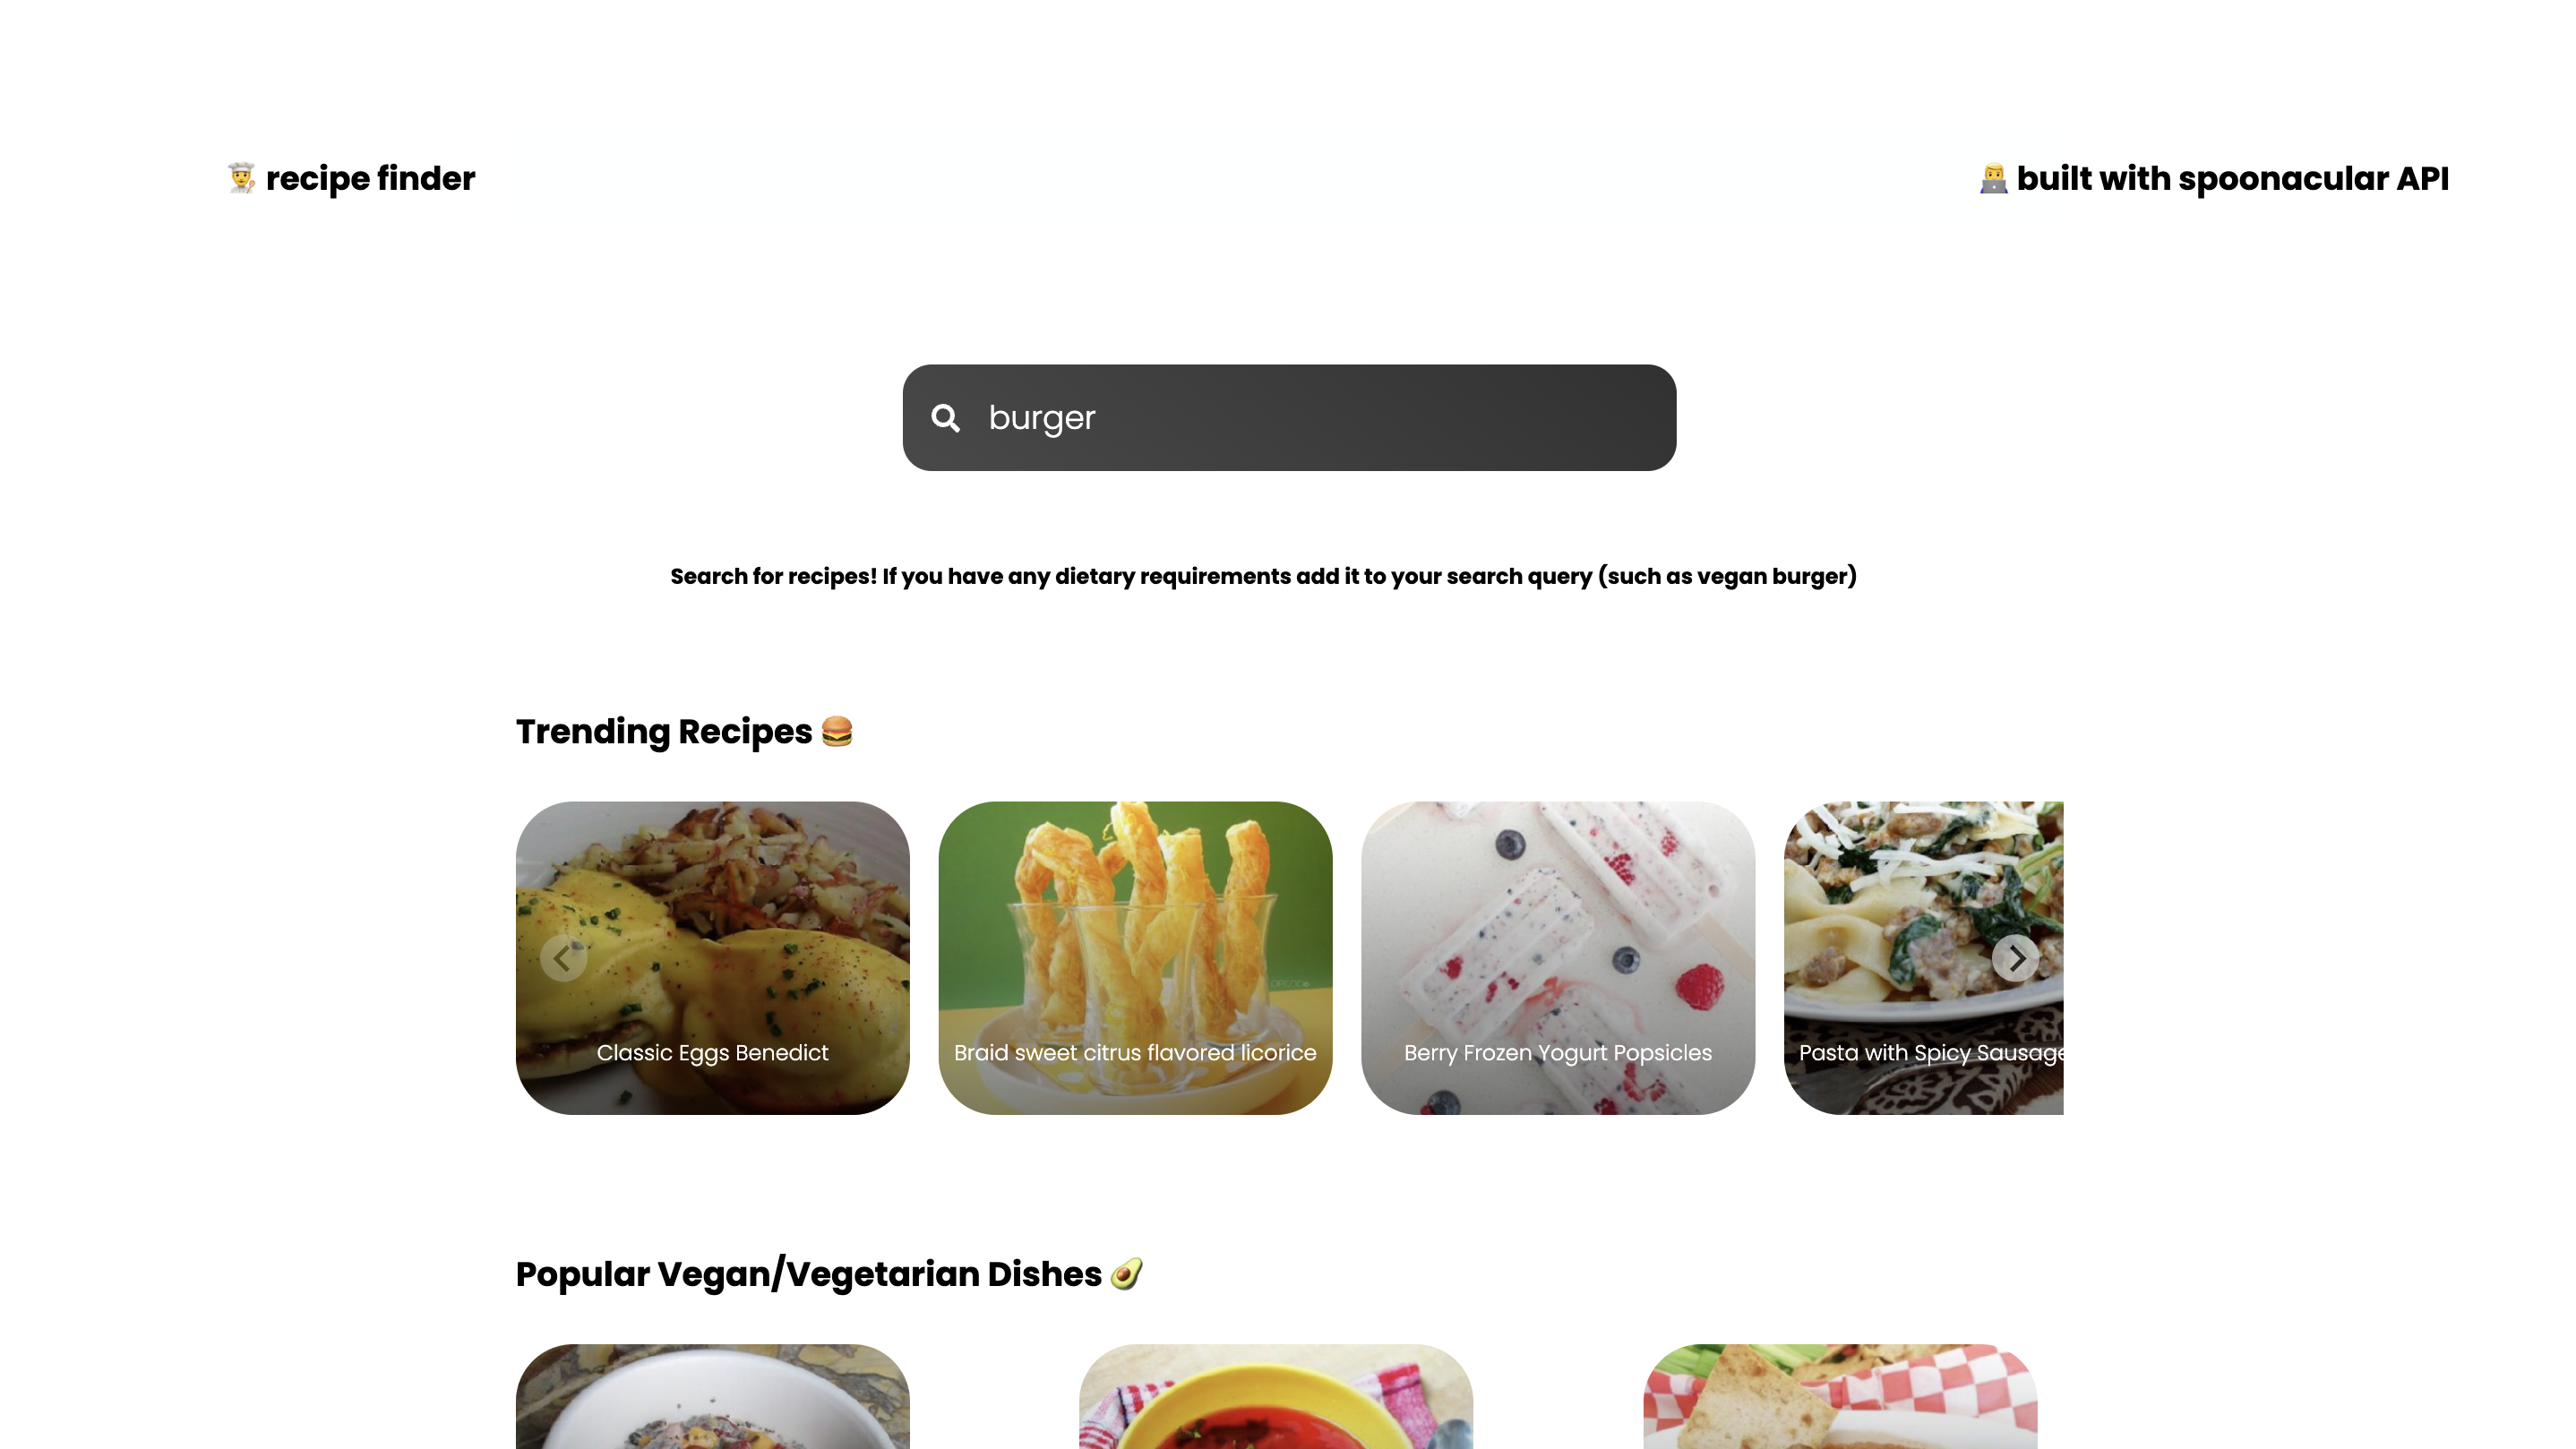 👨‍🍳 recipe finder
👨‍💻 built with spoonacular API
burger
Search for recipes! If you have any dietary requirements add it to your search query (such as vegan burger)
Trending Recipes 🍔
Classic Eggs Benedict
Braid sweet citrus flavored licorice
Berry Frozen Yogurt Popsicles
Pasta with Spicy Sausage
Popular Vegan/Vegetarian Dishes 🥑